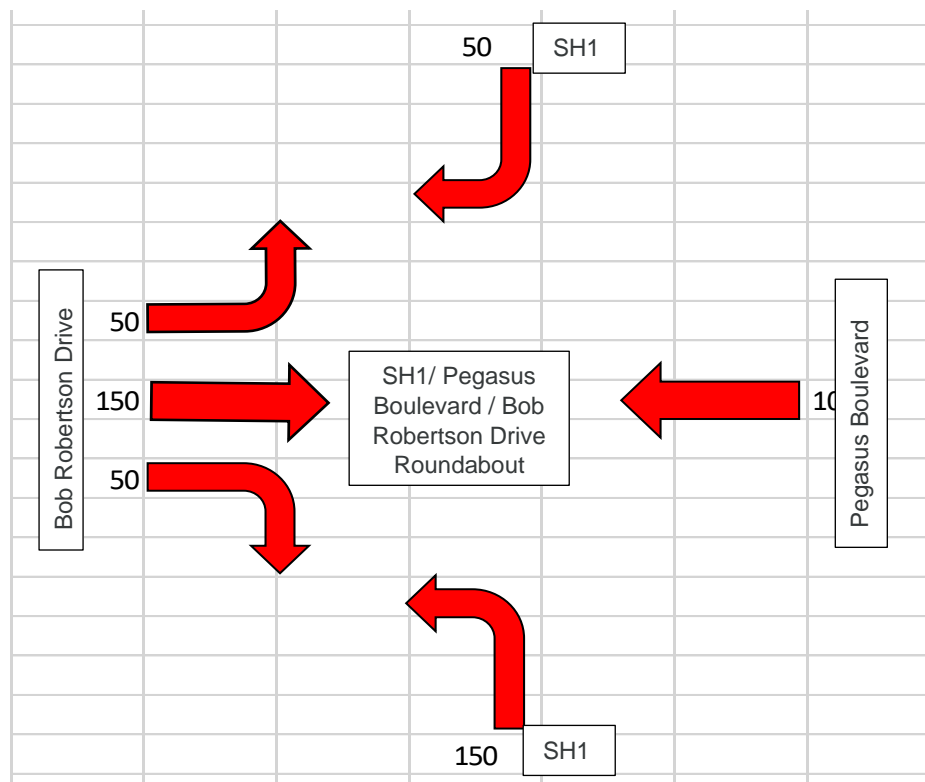 50
SH1
50
Bob Robertson Drive
150
50
SH1/ Pegasus
Boulevard / Bob
Robertson Drive
Roundabout
Pegasus Boulevard
150
SH1